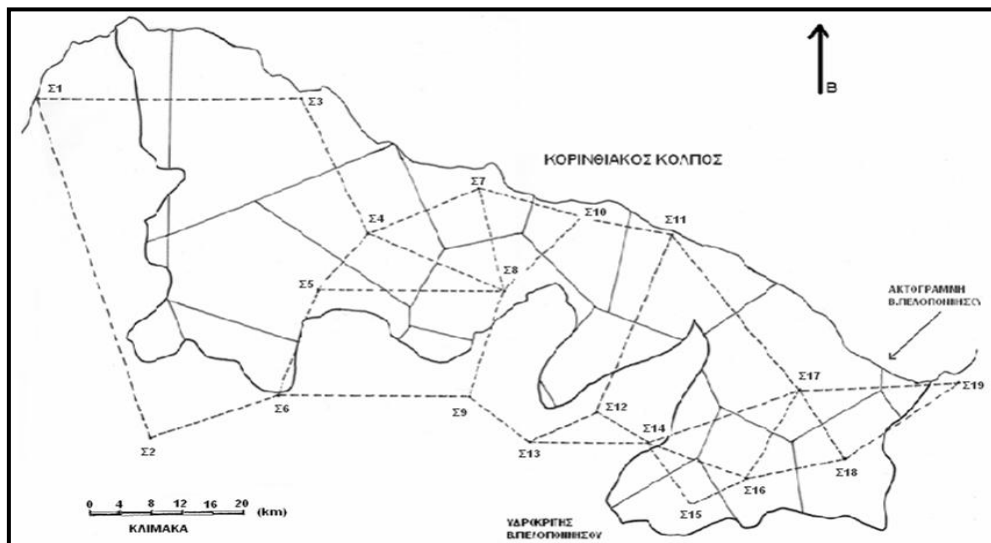 Σ1
Σ3
B
ΚΟΡΙΝΘΙΑΚΟΣ ΚΟΛΠΟΣ
Σ7
Σ4
Σ10
Σ11
Σ8
Σ5
ΑΚΤΟΓΡΑΜΜΗ
Β.ΠΕΛΟΠΟΝΝΗΣΟΥ
Σ17
Σ19
Σ6
Σ9
Σ12
Σ2
Σ13
Σ14
Σ18
Σ16
Σ15
0 4 8 12 16 20 (km)
ΚΛΙΜΑΚΑ
ΥΔΡΟΚΡΙΤΗΣ
Β.ΠΕΛΟΠΟΝΝΗΣΟΥ